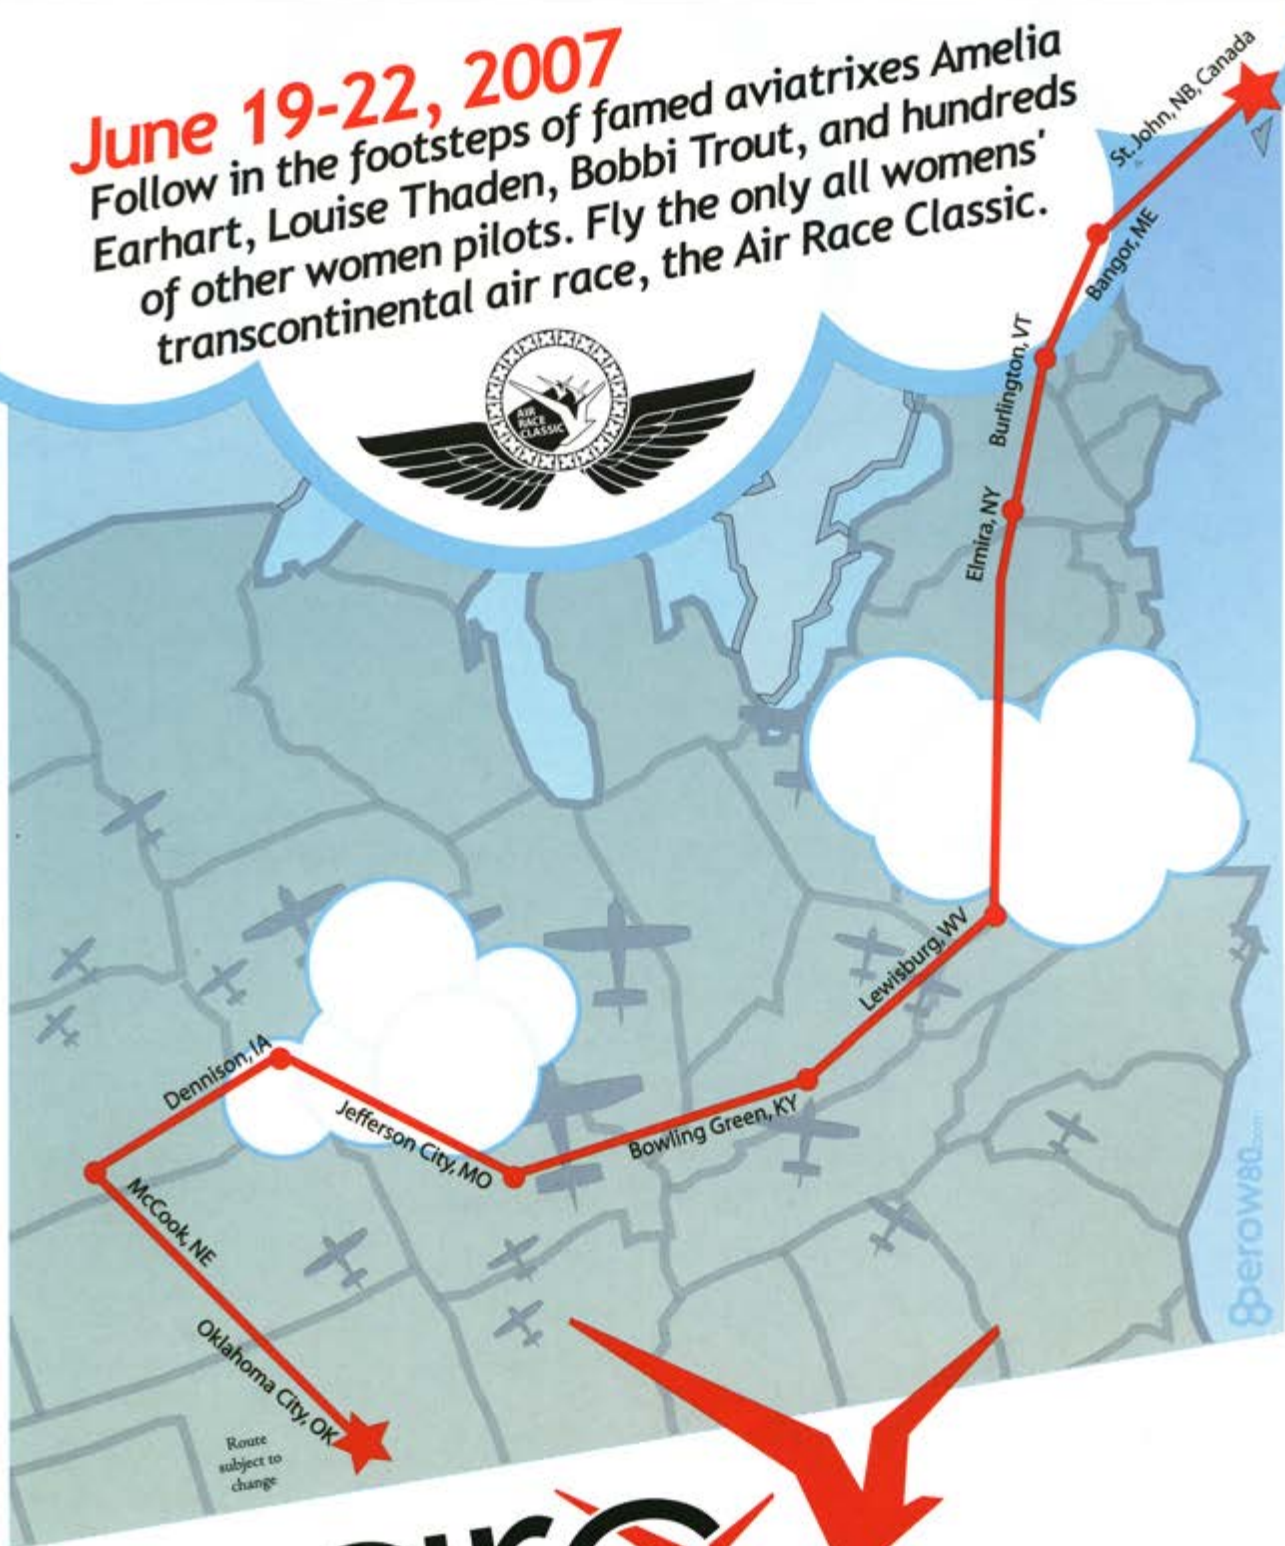 June 19-22, 2007
Follow in the footsteps of famed aviatrixes Amelia
Earhart, Louise Thaden, Bobbi Trout, and hundreds
of other women pilots. Fly the only all womens'
transcontinental air race, the Air Race Classic.
AIR
RACE
CLASSIC
St. John, NB, Canada
Bangor, ME
Burlington, VT
Elmira, NY
Lewisburg, WV
Dennison, IA
Jefferson City, MO
Bowling Green, KY
McCook, NE
Oklahoma City, OK
Route
subject to
change